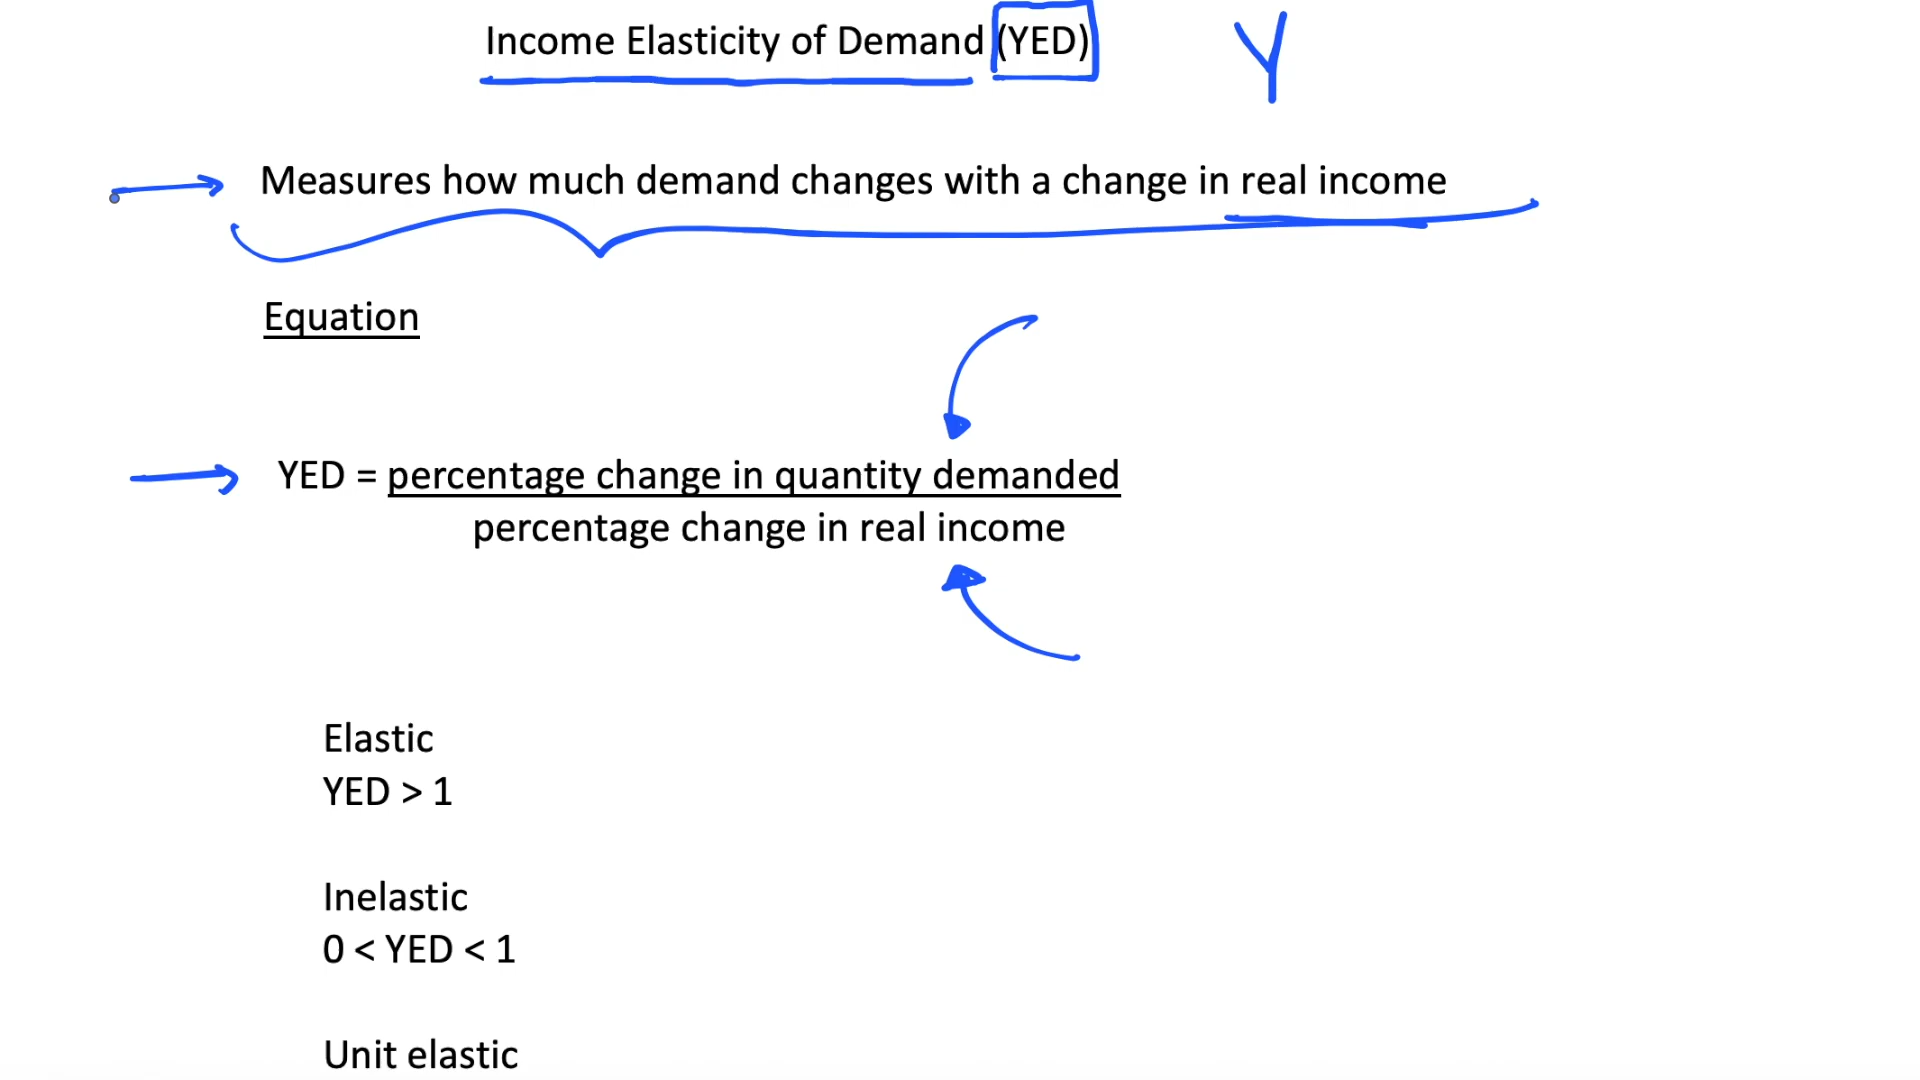 Income Elasticity of Demand (YED) Y
Measures how much demand changes with a change in real income
Equation
YED = percentage change in quantity demanded
percentage change in real income
Elastic
YED > 1
Inelastic
0 < YED < 1
Unit elastic